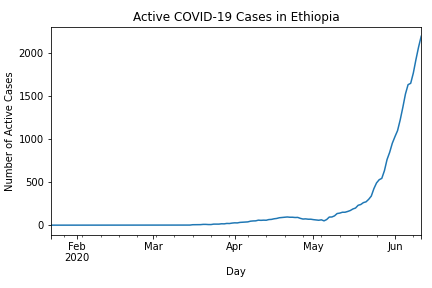 Active COVID-19 Cases in Ethiopia
Number of Active Cases
2000
1500
1000
500
0
Feb
2020
Mar
Apr
May
Jun
Day